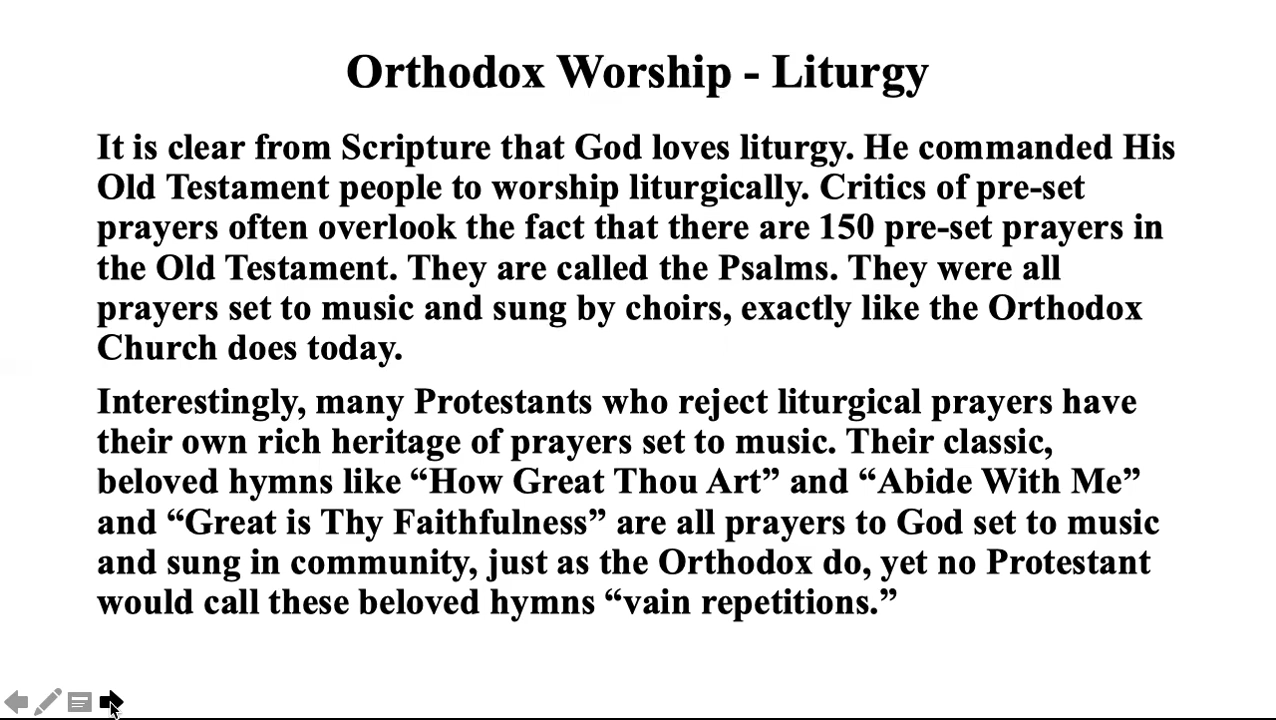 Orthodox Worship - Liturgy
It is clear from Scripture that God loves liturgy. He commanded His
Old Testament people to worship liturgically. Critics of pre-set
prayers often overlook the fact that there are 150 pre-set prayers in
the Old Testament. They are called the Psalms. They were all
prayers set to music and sung by choirs, exactly like the Orthodox
Church does today.
Interestingly, many Protestants who reject liturgical prayers have
their own rich heritage of prayers set to music. Their classic,
beloved hymns like “How Great Thou Art” and “Abide With Me”
and “Great is Thy Faithfulness” are all prayers to God set to music
and sung in community, just as the Orthodox do, yet no Protestant
would call these beloved hymns “vain repetitions.”